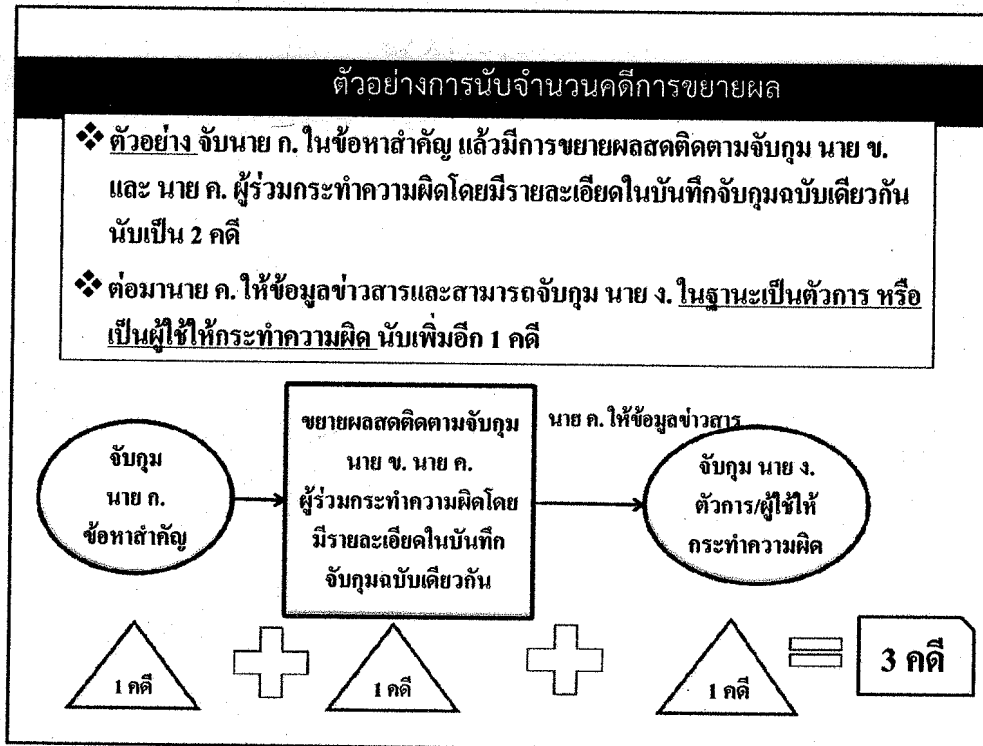 ตัวอย่างการนับจำนวนคดีการขยายผล
❖ ตัวอย่าง จับนาย ก. ในข้อหาสำคัญ แล้วมีการขยายผลสดติดตามจับกุม นาย ข.
และ นาย ค. ผู้ร่วมกระทำความผิดโดยมีรายละเอียดในบันทึกจับกุมฉบับเดียวกัน
นับเป็น 2 คดี
❖ ต่อมานาย ค. ให้ข้อมูลข่าวสารและสามารถจับกุม นาย ง. ในฐานะเป็นตัวการ หรือ
เป็นผู้ใช้ให้กระทำความผิด นับเพิ่มอีก 1 คดี
จับกุม
นาย ก.
ข้อหาสำคัญ
ขยายผลสดติดตามจับกุม
นาย ข. นาย ค.
ผู้ร่วมกระทำความผิดโดย
มีรายละเอียดในบันทึก
จับกุมฉบับเดียวกัน
นาย ค. ให้ข้อมูลข่าวสาร
จับกุม นาย ง.
ตัวการ/ผู้ใช้ให้
กระทำความผิด
1 คดี
1 คดี
1 คดี
3 คดี